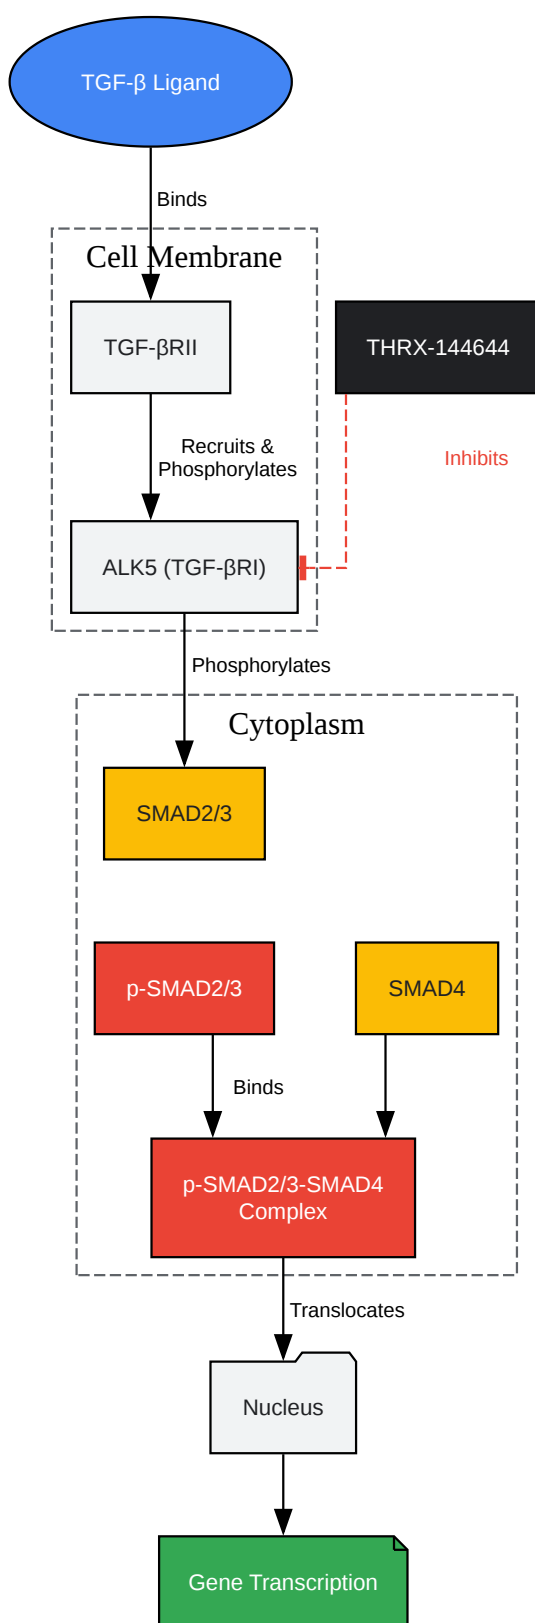 TGF-β Ligand
Binds
Cell Membrane
TGF-βRII
THRX-144644
Recruits &
Phosphorylates
Inhibits
ALK5 (TGF-βRI)
Phosphorylates
Cytoplasm
SMAD2/3
p-SMAD2/3
SMAD4
Binds
p-SMAD2/3-SMAD4
Complex
Translocates
Nucleus
Gene Transcription